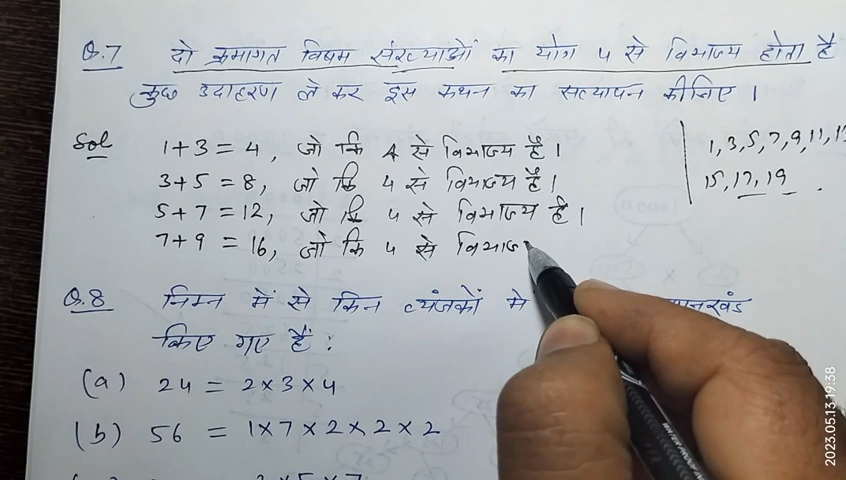 Q.7 दो क्रमागत विषम संख्याओं का योग 4 से विभाज्य होता है
कुछ उदाहरण ले कर इस कथन का सत्यापन कीजिए।
Sol 1+3 = 4, जो कि 4 से विभाज्य है।
3+5 = 8, जो कि 4 से विभाज्य है।
5+7 = 12, जो कि 4 से विभाज्य है।
7+9 = 16, जो कि 4 से विभाज
1, 3, 5, 7, 9, 11,
15, 17, 19
Q.8 निम्न में से किन व्यंजकों मे
किए गए हैं :
(a) 24 = 2×3×4
(b) 56 = 1×7×2×2×2
2023.05.13 19:38